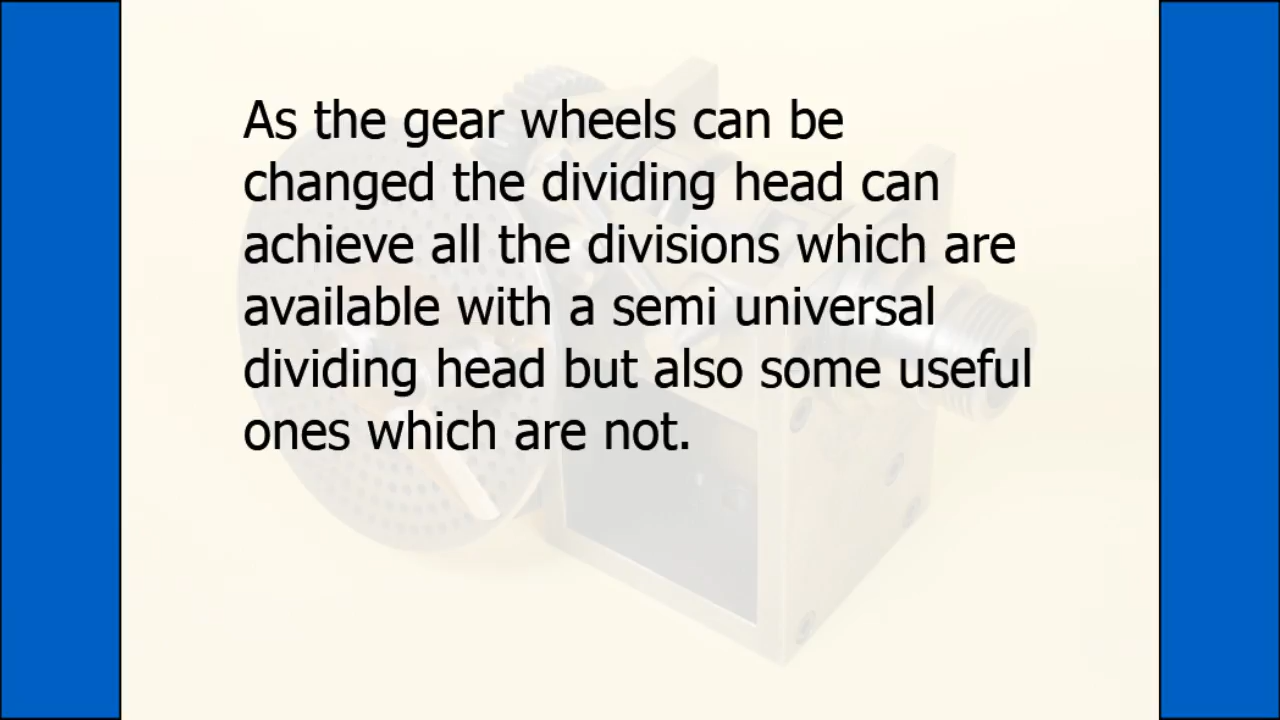 As the gear wheels can be
changed the dividing head can
achieve all the divisions which are
available with a semi universal
dividing head but also some useful
ones which are not.